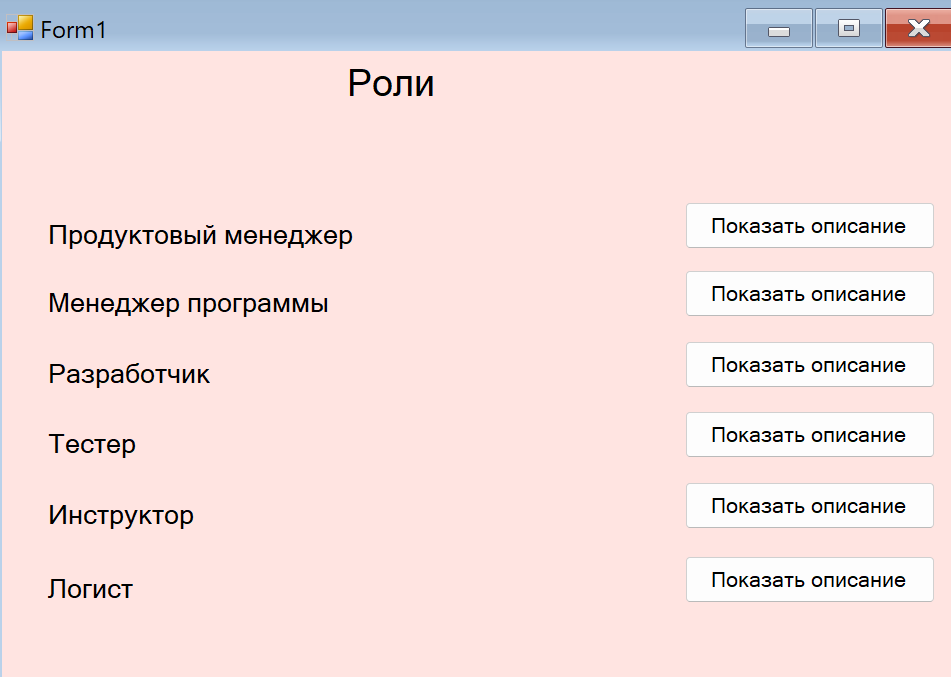 Form1
Роли
Продуктовый менеджер
Показать описание
Менеджер программы
Показать описание
Разработчик
Показать описание
Тестер
Показать описание
Инструктор
Показать описание
Логист
Показать описание